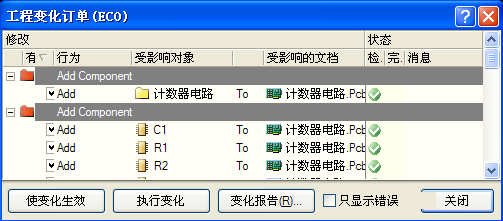 工程变化订单(ECO)
修改 状态
有 行为 受影响对象 受影响的文档 检. 完. 消息
Add Component
Add 计数器电路 To 计数器电路.Pcb
Add Component
Add C1 To 计数器电路.Pcb
Add R1 To 计数器电路.Pcb
Add R2 To 计数器电路.Pcb
使变化生效 执行变化 变化报告(R)... 只显示错误 关闭